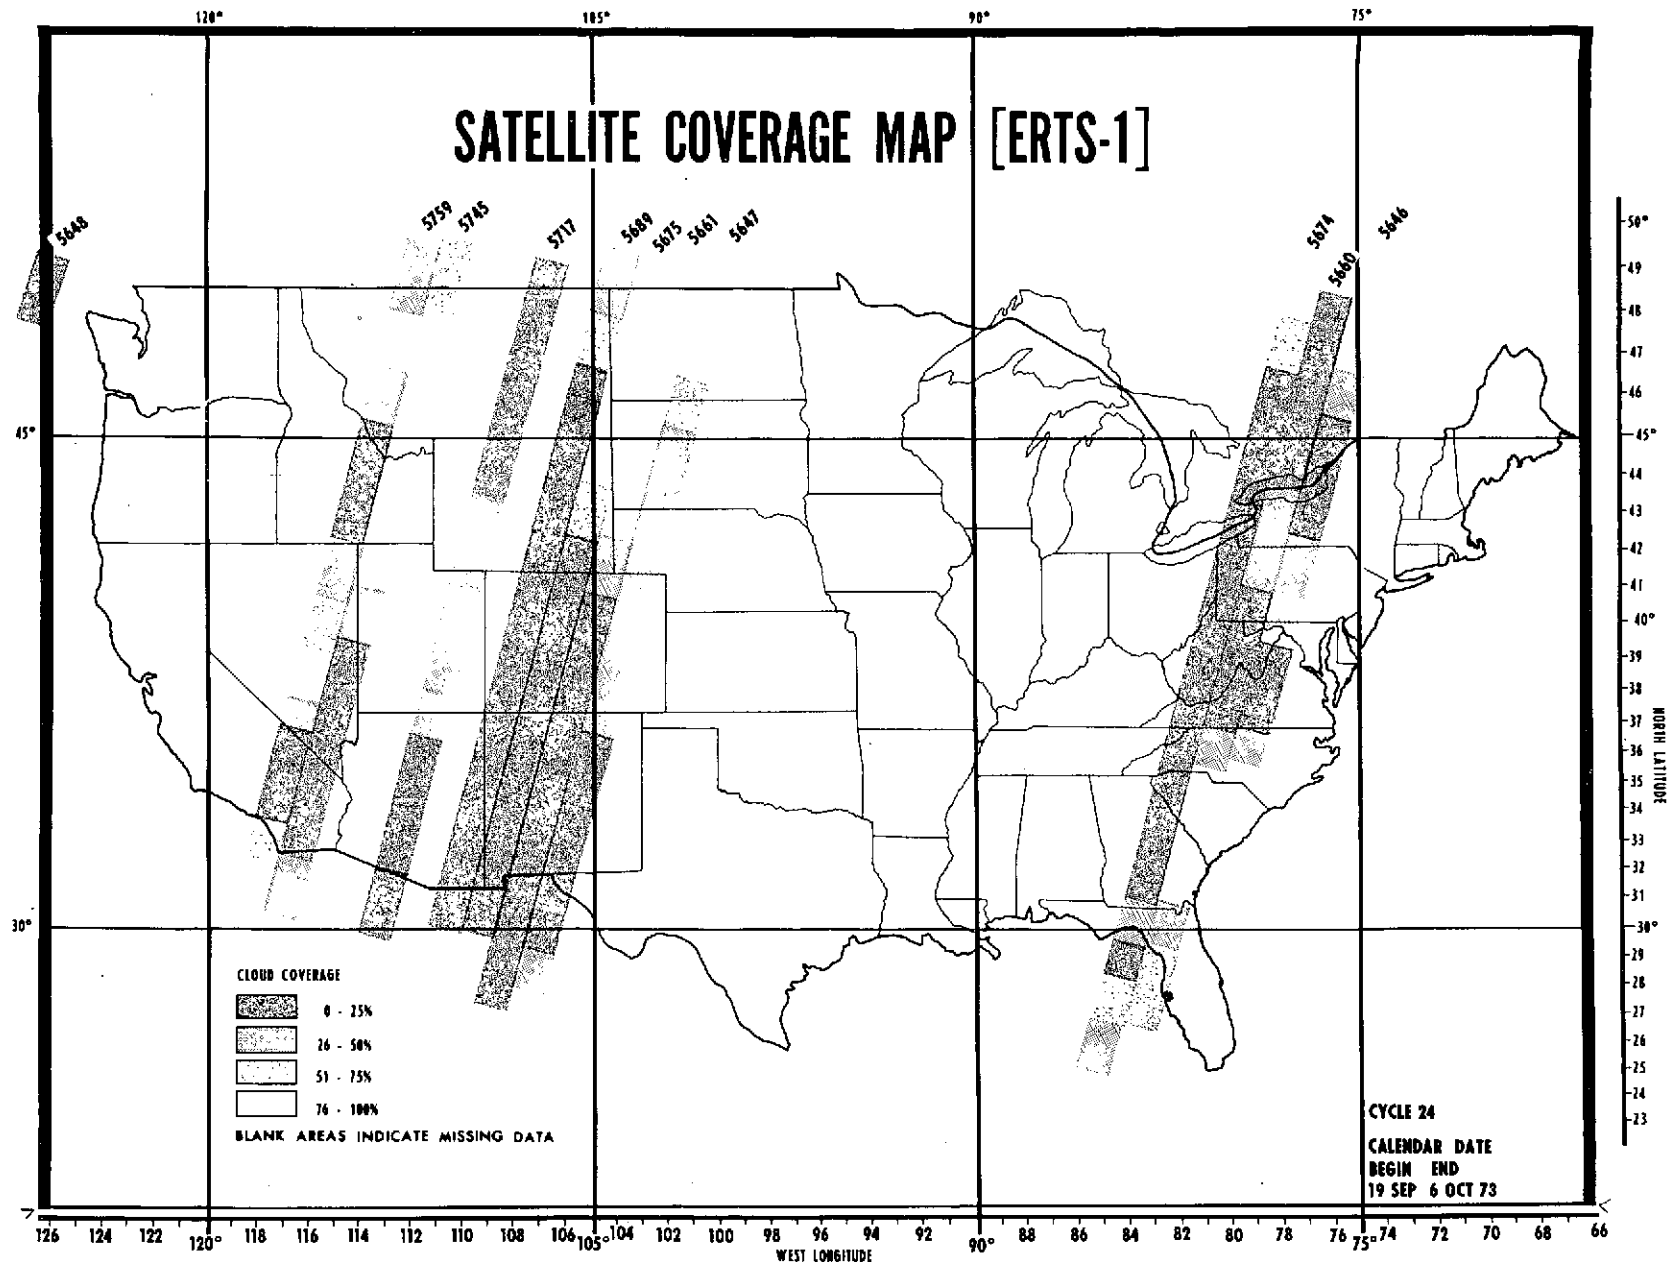 120° 105° 90° 75°
SATELLITE COVERAGE MAP [ERTS-1]
5648 5759 5745 5717 5689 5675 5661 5647 5674 5660 5646
50°
49
48
47
46
45° 45°
44
43
42
41
40°
39
38
37
36
35
34
33
32
31
30° 30°
29
28
27
26
25
24
23
NORTH LATITUDE
CLOUD COVERAGE
0 - 25%
26 - 50%
51 - 75%
76 - 100%
BLANK AREAS INDICATE MISSING DATA
CYCLE 24
CALENDAR DATE
BEGIN END
19 SEP 6 OCT 73
126 124 122 120° 118 116 114 112 110 108 106 105° 104 102 100 98 96 94 92 90° 88 86 84 82 80 78 76 75° 74 72 70 68 66
WEST LONGITUDE